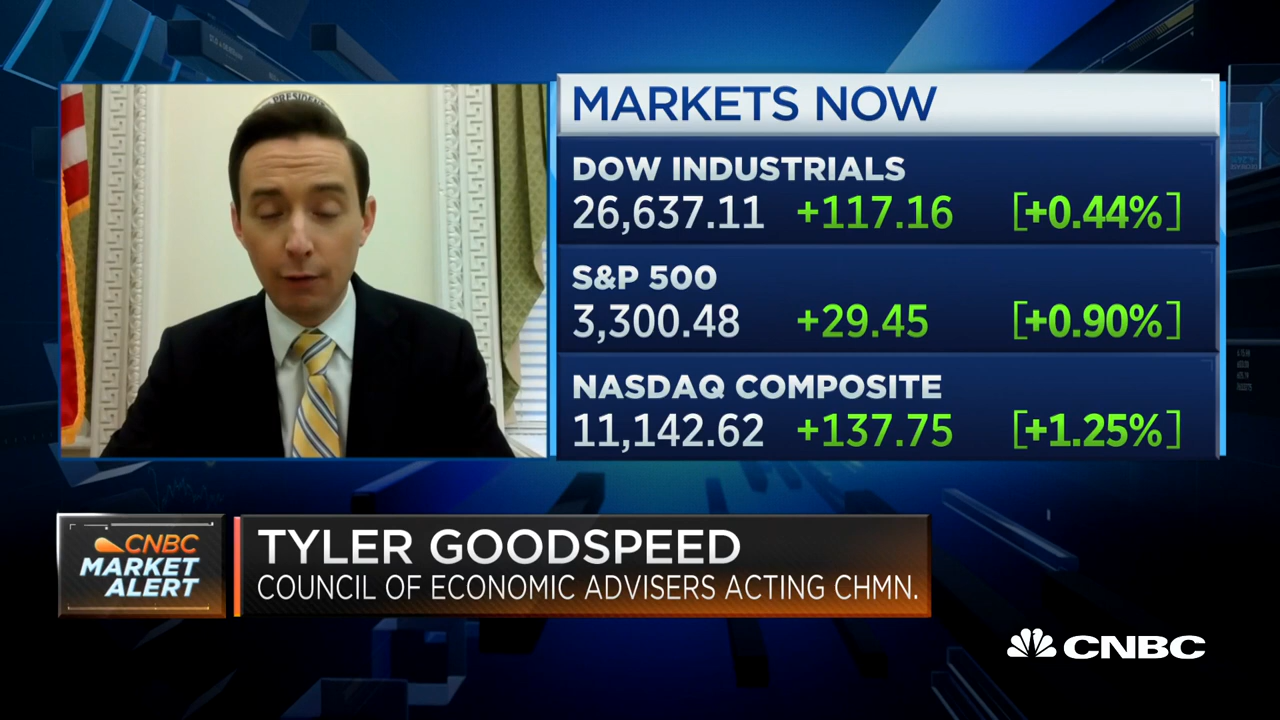 PRESIDEN
MARKETS NOW
DOW INDUSTRIALS
26,637.11 +117.16 [+0.44%]
S&P 500
3,300.48 +29.45 [+0.90%]
NASDAQ COMPOSITE
11,142.62 +137.75 [+1.25%]
CNBC
MARKET
ALERT
TYLER GOODSPEED
COUNCIL OF ECONOMIC ADVISERS ACTING CHMN.
CNBC